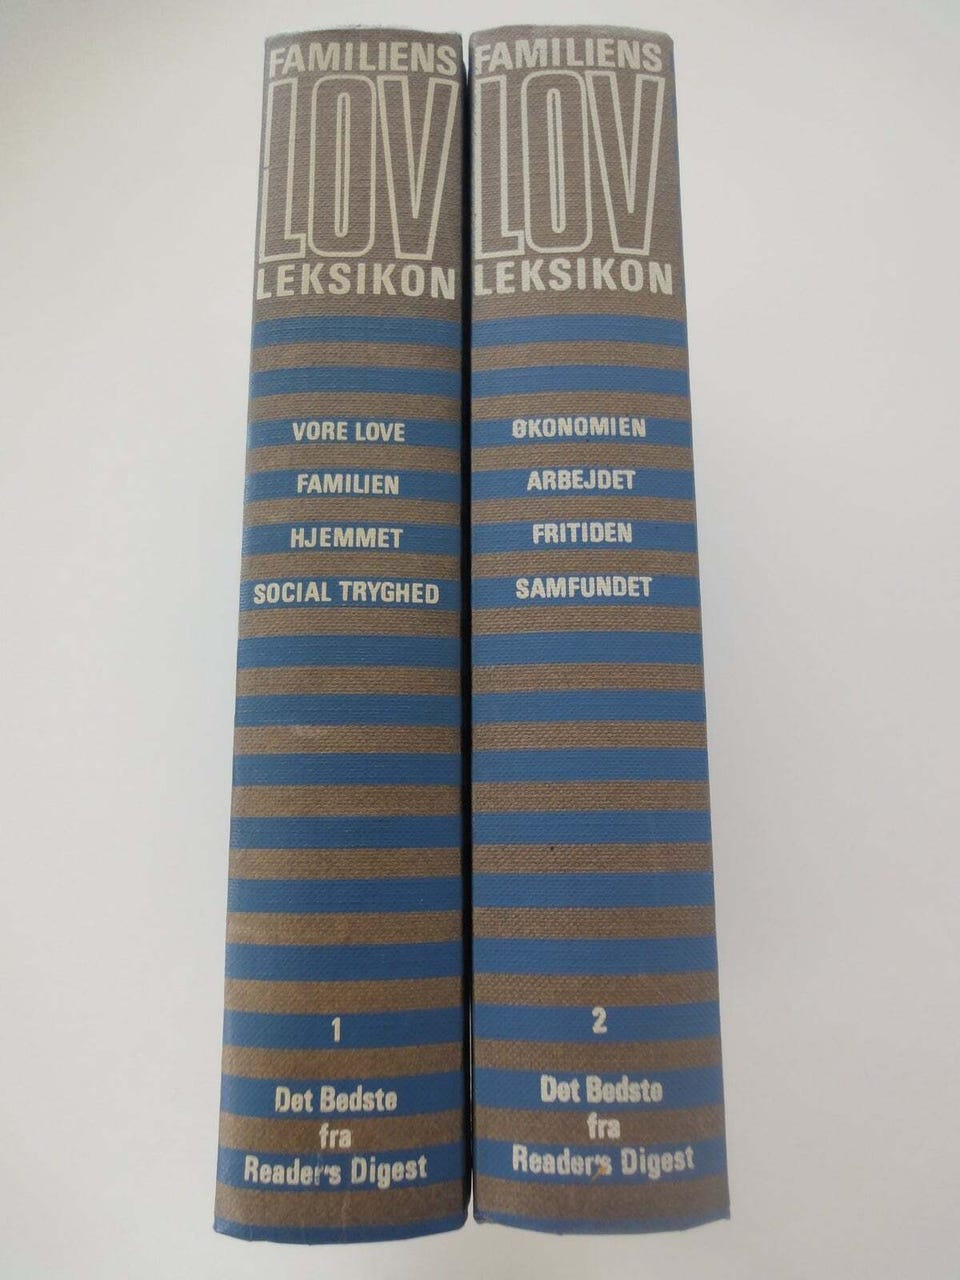 FAMILIENS
LOV
LEKSIKON
VORE LOVE
FAMILIEN
HJEMMET
SOCIAL TRYGHED
1
Det Bedste
fra
Reader's Digest
FAMILIENS
LOV
LEKSIKON
ØKONOMIEN
ARBEJDET
FRITIDEN
SAMFUNDET
2
Det Bedste
fra
Reader's Digest